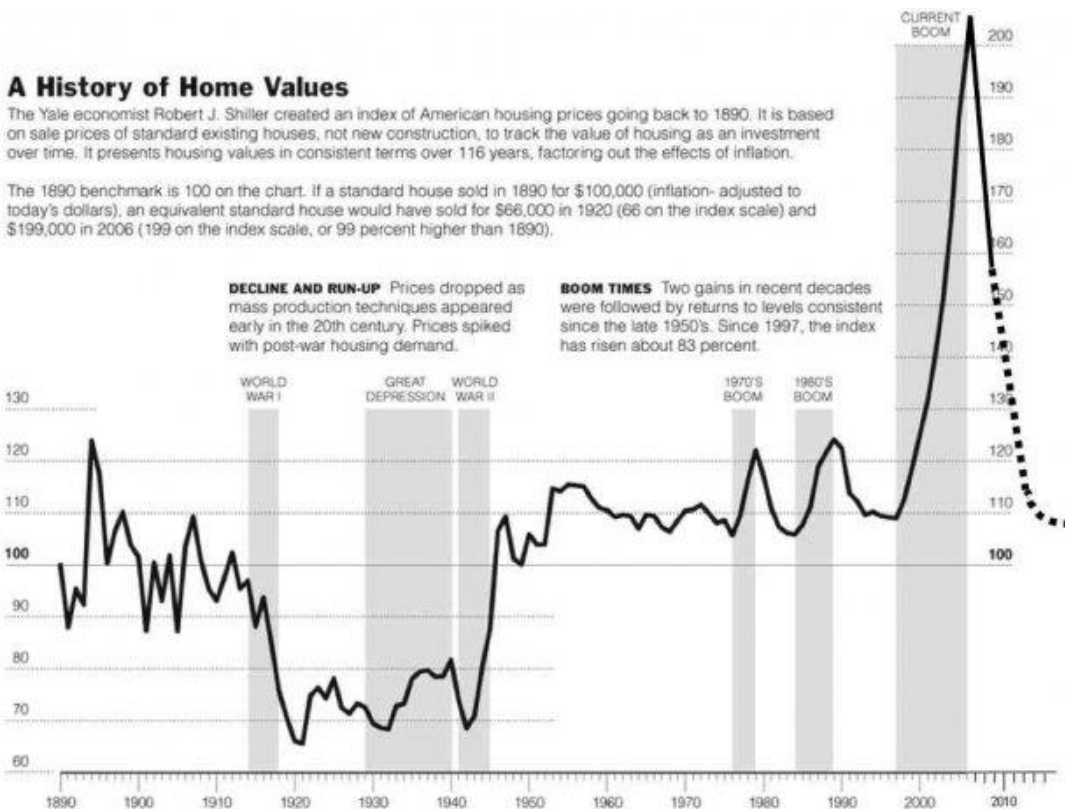 CURRENT
BOOM
A History of Home Values
The Yale economist Robert J. Shiller created an index of American housing prices going back to 1890. It is based
on sale prices of standard existing houses, not new construction, to track the value of housing as an investment
over time. It presents housing values in consistent terms over 116 years, factoring out the effects of inflation.
The 1890 benchmark is 100 on the chart. If a standard house sold in 1890 for $100,000 (inflation- adjusted to
today's dollars), an equivalent standard house would have sold for $66,000 in 1920 (66 on the index scale) and
$199,000 in 2006 (199 on the index scale, or 99 percent higher than 1890).
DECLINE AND RUN-UP Prices dropped as
mass production techniques appeared
early in the 20th century. Prices spiked
with post-war housing demand.
BOOM TIMES Two gains in recent decades
were followed by returns to levels consistent
since the late 1950's. Since 1997, the index
has risen about 83 percent.
WORLD
WAR I
GREAT
DEPRESSION
WORLD
WAR II
1970'S
BOOM
1980'S
BOOM
200
190
180
170
160
150
140
130
120
110
100
130
120
110
100
90
80
70
60
1890 1900 1910 1920 1930 1940 1950 1960 1970 1980 1990 2000 2010